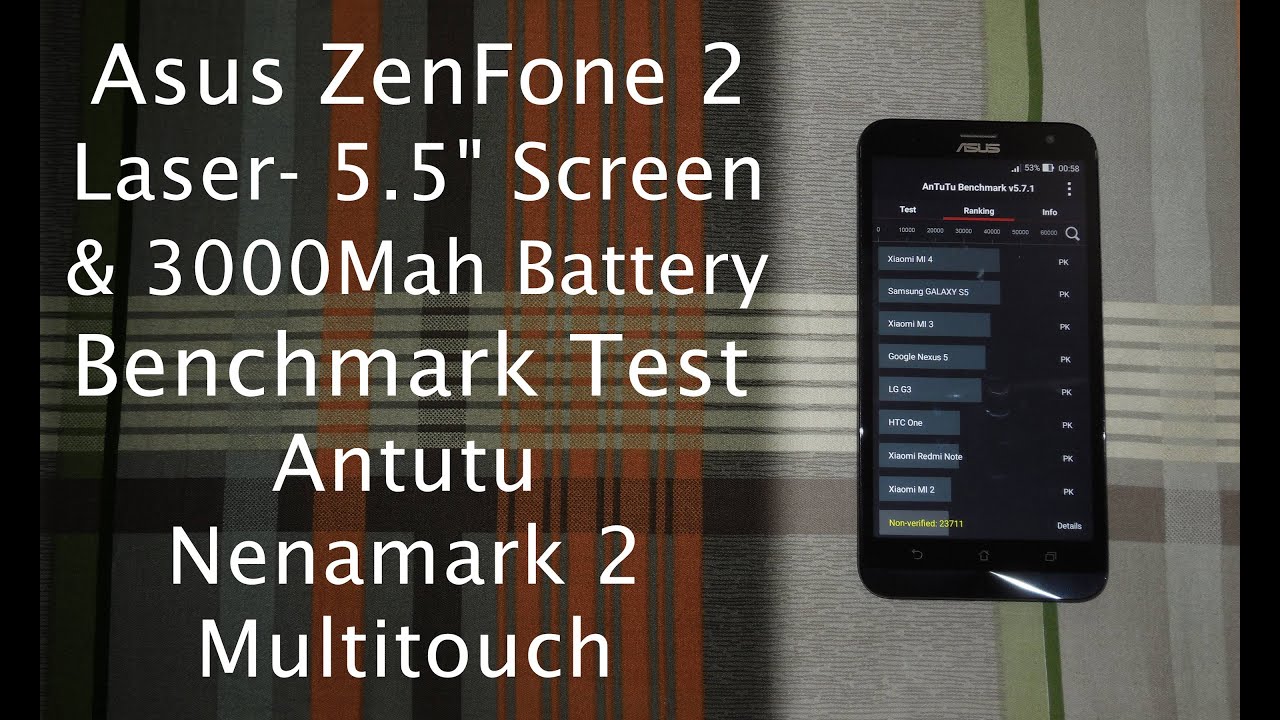 Asus ZenFone 2
Laser- 5.5" Screen
& 3000Mah Battery
Benchmark Test
Antutu
Nenamark 2
Multitouch
ASUS
53% 00:58
AnTuTu Benchmark v5.7.1
Test Ranking Info
0 10000 20000 30000 40000 50000 60000
Xiaomi MI 4 PK
Samsung GALAXY S5 PK
Xiaomi MI 3 PK
Google Nexus 5 PK
LG G3 PK
HTC One PK
Xiaomi Redmi Note PK
Xiaomi MI 2 PK
Non-verified: 23711 Details